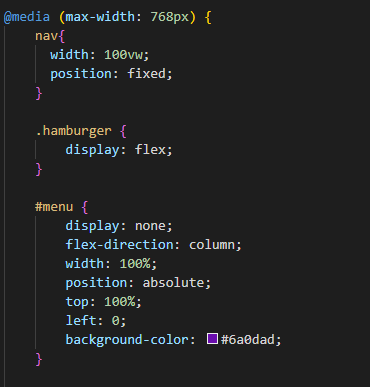 @media (max-width: 768px) {
nav{
width: 100vw;
position: fixed;
}
.hamburger {
display: flex;
}
#menu {
display: none;
flex-direction: column;
width: 100%;
position: absolute;
top: 100%;
left: 0;
background-color: #6a0dad;
}